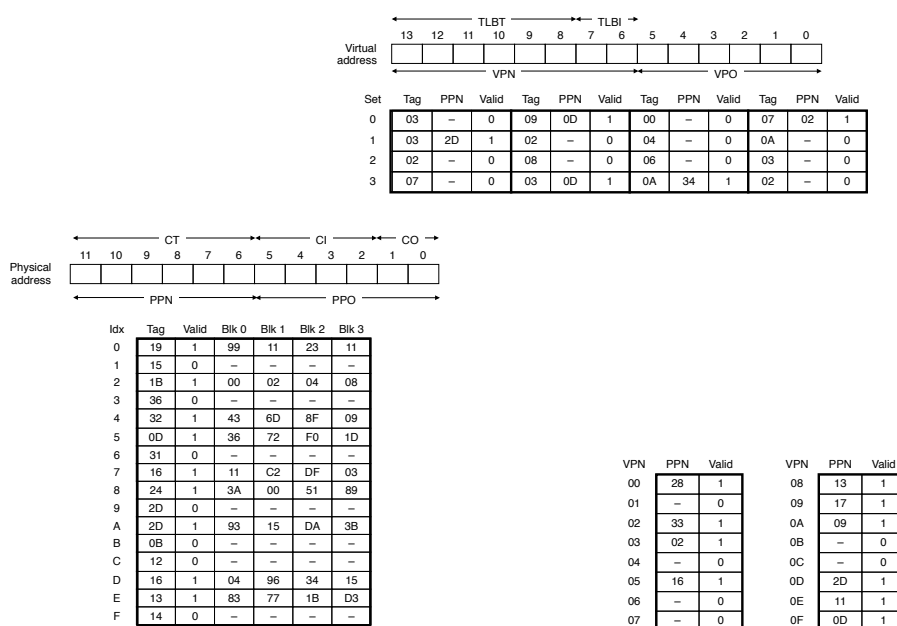 TLBT TLBI
13 12 11 10 9 8 7 6 5 4 3 2 1 0
Virtual
address
VPN VPO
Set Tag PPN Valid Tag PPN Valid Tag PPN Valid Tag PPN Valid
0 03 – 0 09 0D 1 00 – 0 07 02 1
1 03 2D 1 02 – 0 04 – 0 0A – 0
2 02 – 0 08 – 0 06 – 0 03 – 0
3 07 – 0 03 0D 1 0A 34 1 02 – 0
CT CI CO
11 10 9 8 7 6 5 4 3 2 1 0
Physical
address
PPN PPO
Idx Tag Valid Blk 0 Blk 1 Blk 2 Blk 3
0 19 1 99 11 23 11
1 15 0 – – – –
2 1B 1 00 02 04 08
3 36 0 – – – –
4 32 1 43 6D 8F 09
5 0D 1 36 72 F0 1D
6 31 0 – – – –
7 16 1 11 C2 DF 03
8 24 1 3A 00 51 89
9 2D 0 – – – –
A 2D 1 93 15 DA 3B
B 0B 0 – – – –
C 12 0 – – – –
D 16 1 04 96 34 15
E 13 1 83 77 1B D3
F 14 0 – – – –
VPN PPN Valid
00 28 1
01 – 0
02 33 1
03 02 1
04 – 0
05 16 1
06 – 0
07 – 0
VPN PPN Valid
08 13 1
09 17 1
0A 09 1
0B – 0
0C – 0
0D 2D 1
0E 11 1
0F 0D 1